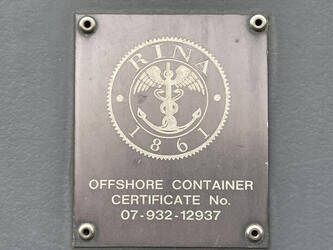 RINA
1861
OFFSHORE CONTAINER
CERTIFICATE No.
07-932-12937